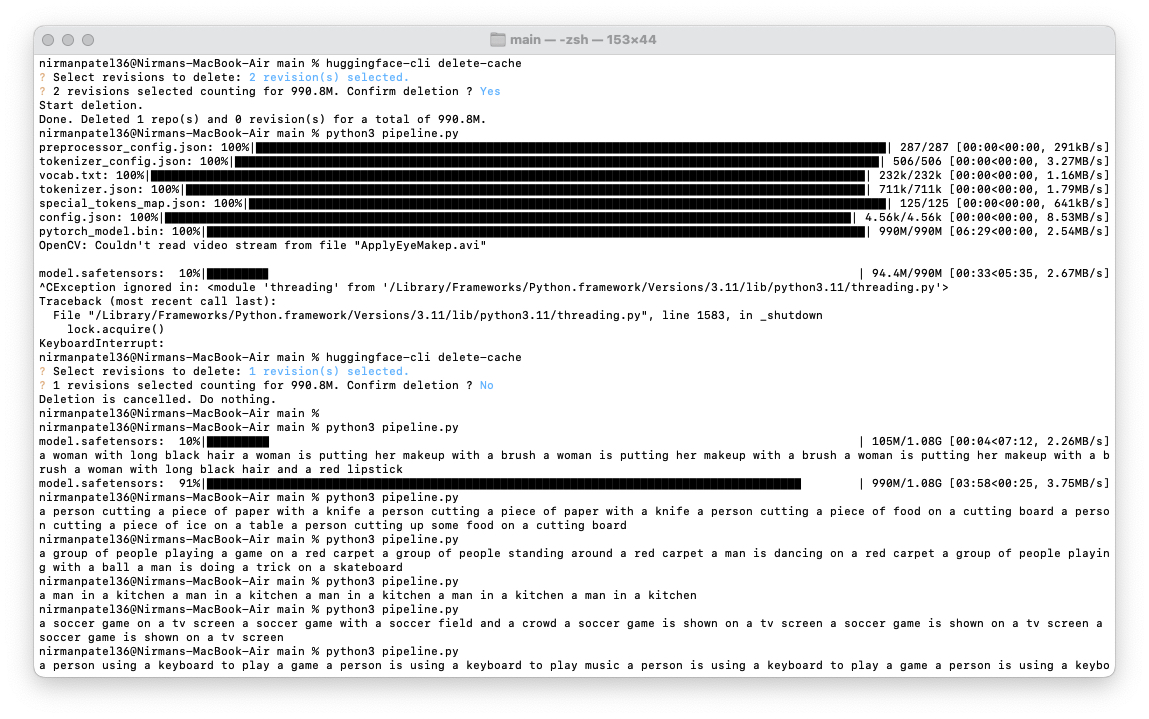 main — -zsh — 153×44
nirmanpatel36@Nirmans-MacBook-Air main % huggingface-cli delete-cache
? Select revisions to delete: 2 revision(s) selected.
? 2 revisions selected counting for 990.8M. Confirm deletion ? Yes
Start deletion.
Done. Deleted 1 repo(s) and 0 revision(s) for a total of 990.8M.
nirmanpatel36@Nirmans-MacBook-Air main % python3 pipeline.py
preprocessor_config.json: 100%| | 287/287 [00:00<00:00, 291kB/s]
tokenizer_config.json: 100%| | 506/506 [00:00<00:00, 3.27MB/s]
vocab.txt: 100%| | 232k/232k [00:00<00:00, 1.16MB/s]
tokenizer.json: 100%| | 711k/711k [00:00<00:00, 1.79MB/s]
special_tokens_map.json: 100%| | 125/125 [00:00<00:00, 641kB/s]
config.json: 100%| | 4.56k/4.56k [00:00<00:00, 8.53MB/s]
pytorch_model.bin: 100%| | 990M/990M [06:29<00:00, 2.54MB/s]
OpenCV: Couldn't read video stream from file "ApplyEyeMakep.avi"
model.safetensors:  10%| | 94.4M/990M [00:33<05:35, 2.67MB/s]
^CException ignored in: <module 'threading' from '/Library/Frameworks/Python.framework/Versions/3.11/lib/python3.11/threading.py'>
Traceback (most recent call last):
  File "/Library/Frameworks/Python.framework/Versions/3.11/lib/python3.11/threading.py", line 1583, in _shutdown
    lock.acquire()
KeyboardInterrupt:
nirmanpatel36@Nirmans-MacBook-Air main % huggingface-cli delete-cache
? Select revisions to delete: 1 revision(s) selected.
? 1 revisions selected counting for 990.8M. Confirm deletion ? No
Deletion is cancelled. Do nothing.
nirmanpatel36@Nirmans-MacBook-Air main %
nirmanpatel36@Nirmans-MacBook-Air main % python3 pipeline.py
model.safetensors:  10%| | 105M/1.08G [00:04<07:12, 2.26MB/s]
a woman with long black hair a woman is putting her makeup with a brush a woman is putting her makeup with a brush a woman is putting her makeup with a b
rush a woman with long black hair and a red lipstick
model.safetensors:  91%| | 990M/1.08G [03:58<00:25, 3.75MB/s]
nirmanpatel36@Nirmans-MacBook-Air main % python3 pipeline.py
a person cutting a piece of paper with a knife a person cutting a piece of paper with a knife a person cutting a piece of food on a cutting board a perso
n cutting a piece of ice on a table a person cutting up some food on a cutting board
nirmanpatel36@Nirmans-MacBook-Air main % python3 pipeline.py
a group of people playing a game on a red carpet a group of people standing around a red carpet a man is dancing on a red carpet a group of people playin
g with a ball a man is doing a trick on a skateboard
nirmanpatel36@Nirmans-MacBook-Air main % python3 pipeline.py
a man in a kitchen a man in a kitchen a man in a kitchen a man in a kitchen a man in a kitchen
nirmanpatel36@Nirmans-MacBook-Air main % python3 pipeline.py
a soccer game on a tv screen a soccer game with a soccer field and a crowd a soccer game is shown on a tv screen a soccer game is shown on a tv screen a
soccer game is shown on a tv screen
nirmanpatel36@Nirmans-MacBook-Air main % python3 pipeline.py
a person using a keyboard to play a game a person is using a keyboard to play music a person is using a keyboard to play a game a person is using a keybo